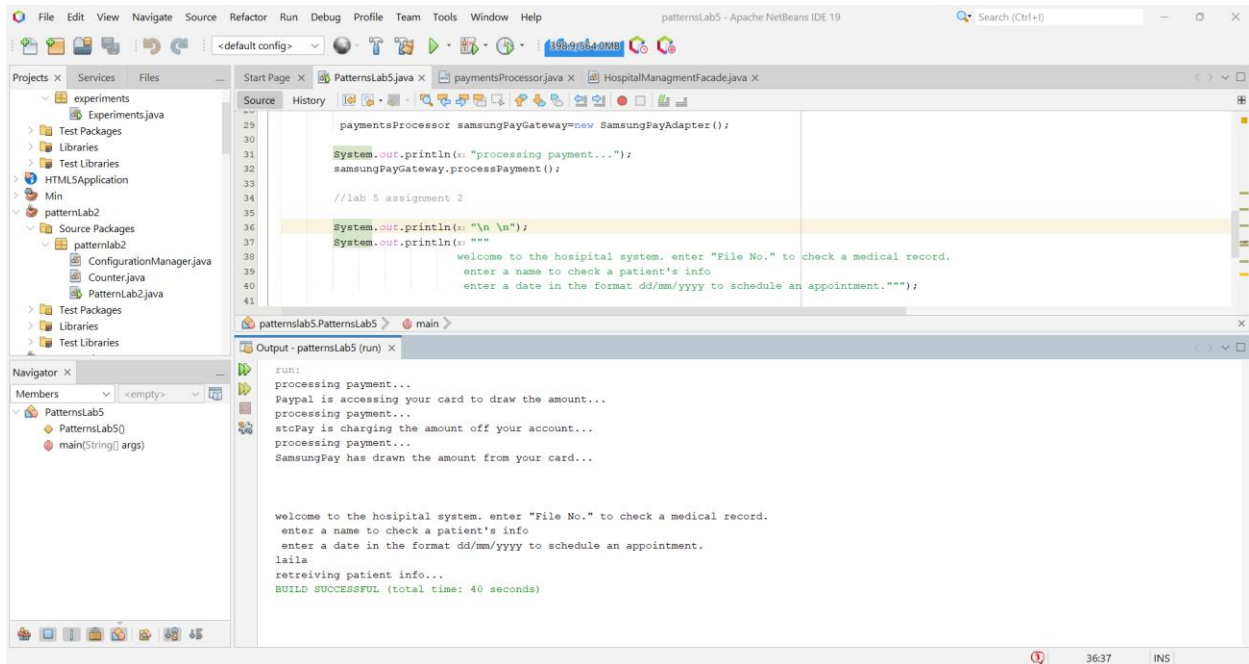 File Edit View Navigate Source Refactor Run Debug Profile Team Tools Window Help
patternsLab5 - Apache NetBeans IDE 19
Search (Ctrl+I)
<default config>
398.9/564.0MB
Projects
Services
Files
experiments
Experiments.java
Test Packages
Libraries
Test Libraries
HTML5Application
Min
patternLab2
Source Packages
patternlab2
ConfigurationManager.java
Counter.java
PatternLab2.java
Test Packages
Libraries
Test Libraries
Start Page
PatternsLab5.java
paymentsProcessor.java
HospitalManagmentFacade.java
Source
History
29 paymentsProcessor samsungPayGateway=new SamsungPayAdapter();
30
31 System.out.println(x: "processing payment...");
32 samsungPayGateway.processPayment();
33
34 //lab 5 assignment 2
35
36 System.out.println(x: "\n \n");
37 System.out.println(x: """
38 welcome to the hosipital system. enter "File No." to check a medical record.
39 enter a name to check a patient's info
40 enter a date in the format dd/mm/yyyy to schedule an appointment.""");
41
patternslab5.PatternsLab5
main
Navigator
Members
<empty>
PatternsLab5
PatternsLab5()
main(String[] args)
Output - patternsLab5 (run)
run:
processing payment...
Paypal is accessing your card to draw the amount...
processing payment...
stcPay is charging the amount off your account...
processing payment...
SamsungPay has drawn the amount from your card...
welcome to the hosipital system. enter "File No." to check a medical record.
enter a name to check a patient's info
enter a date in the format dd/mm/yyyy to schedule an appointment.
laila
retreiving patient info...
BUILD SUCCESSFUL (total time: 40 seconds)
36:37
INS